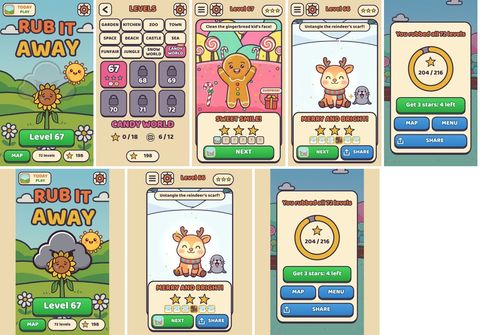 TODAY
PLAY
RUB IT
AWAY
Level 67
MAP
72 levels
198
LEVELS
GARDEN
KITCHEN
ZOO
TOWN
SPACE
BEACH
CASTLE
SEA
FUNFAIR
JUNGLE
SNOW
WORLD
CANDY
WORLD
67
68
69
70
71
72
CANDY WORLD
0 / 18
6 / 12
198
Level 67
Clean the gingerbread kid's face!
SURPRISE!
SWEET SMILE!
NEXT
Level 66
Untangle the reindeer's scarf!
MERRY AND BRIGHT!
NEXT
SHARE
You rubbed all 72 levels
204 / 216
Get 3 stars: 4 left
MAP
MENU
SHARE
TODAY
PLAY
RUB IT
AWAY
Level 67
MAP
72 levels
198
Level 66
Untangle the reindeer's scarf!
MERRY AND BRIGHT!
NEXT
SHARE
You rubbed all 72 levels
204 / 216
Get 3 stars: 4 left
MAP
MENU
SHARE